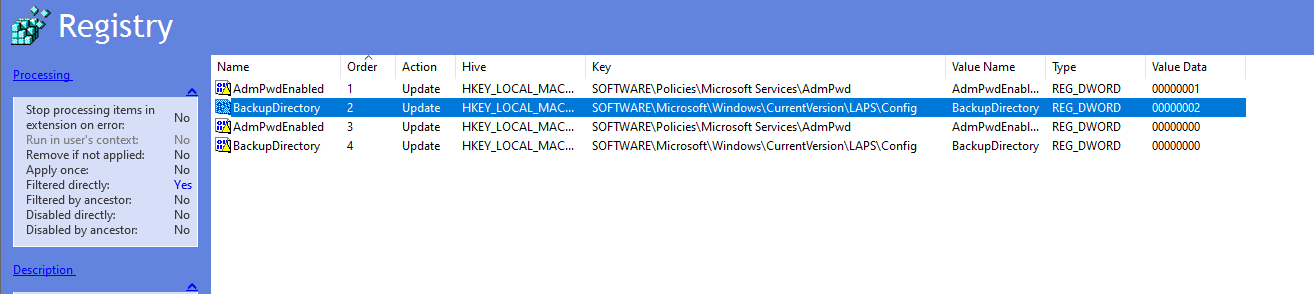 Registry
Processing
Stop processing items in extension on error: No
Run in user's context: No
Remove if not applied: No
Apply once: No
Filtered directly: Yes
Filtered by ancestor: No
Disabled directly: No
Disabled by ancestor: No
Description
Name Order Action Hive Key Value Name Type Value Data
AdmPwdEnabled 1 Update HKEY_LOCAL_MAC... SOFTWARE\Policies\Microsoft Services\AdmPwd AdmPwdEnabl... REG_DWORD 00000001
BackupDirectory 2 Update HKEY_LOCAL_MAC... SOFTWARE\Microsoft\Windows\CurrentVersion\LAPS\Config BackupDirectory REG_DWORD 00000002
AdmPwdEnabled 3 Update HKEY_LOCAL_MAC... SOFTWARE\Policies\Microsoft Services\AdmPwd AdmPwdEnabl... REG_DWORD 00000000
BackupDirectory 4 Update HKEY_LOCAL_MAC... SOFTWARE\Microsoft\Windows\CurrentVersion\LAPS\Config BackupDirectory REG_DWORD 00000000